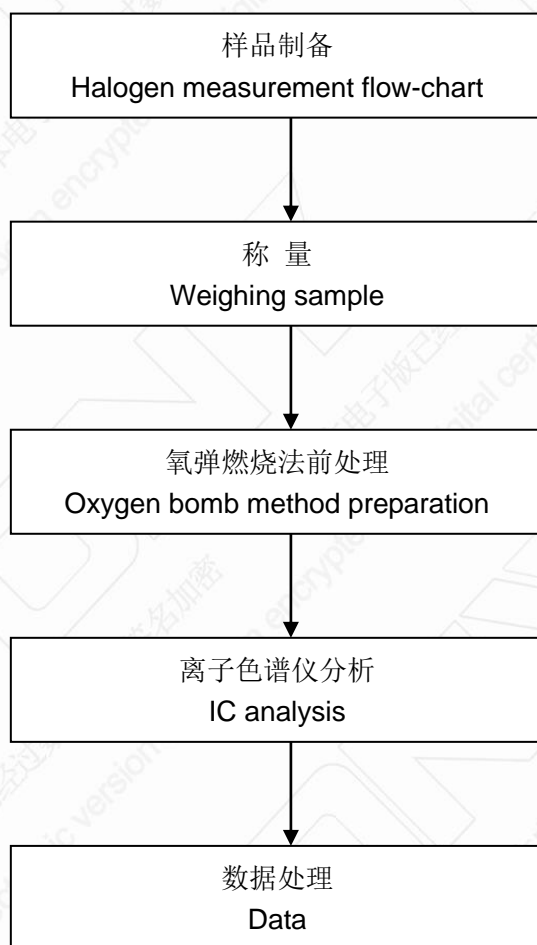 样品制备
Halogen measurement flow-chart
称 量
Weighing sample
氧弹燃烧法前处理
Oxygen bomb method preparation
离子色谱仪分析
IC analysis
数据处理
Data